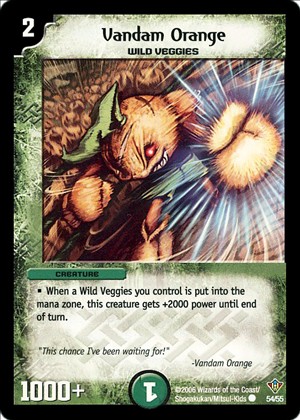 2
Vandam Orange
WILD VEGGIES
CREATURE
▪ When a Wild Veggies you control is put into the
mana zone, this creature gets +2000 power until end
of turn.
"This chance I've been waiting for!"
-Vandam Orange
1000+
1
©2006 Wizards of the Coast/
Shogakukan/Mitsui-Kids
54/55